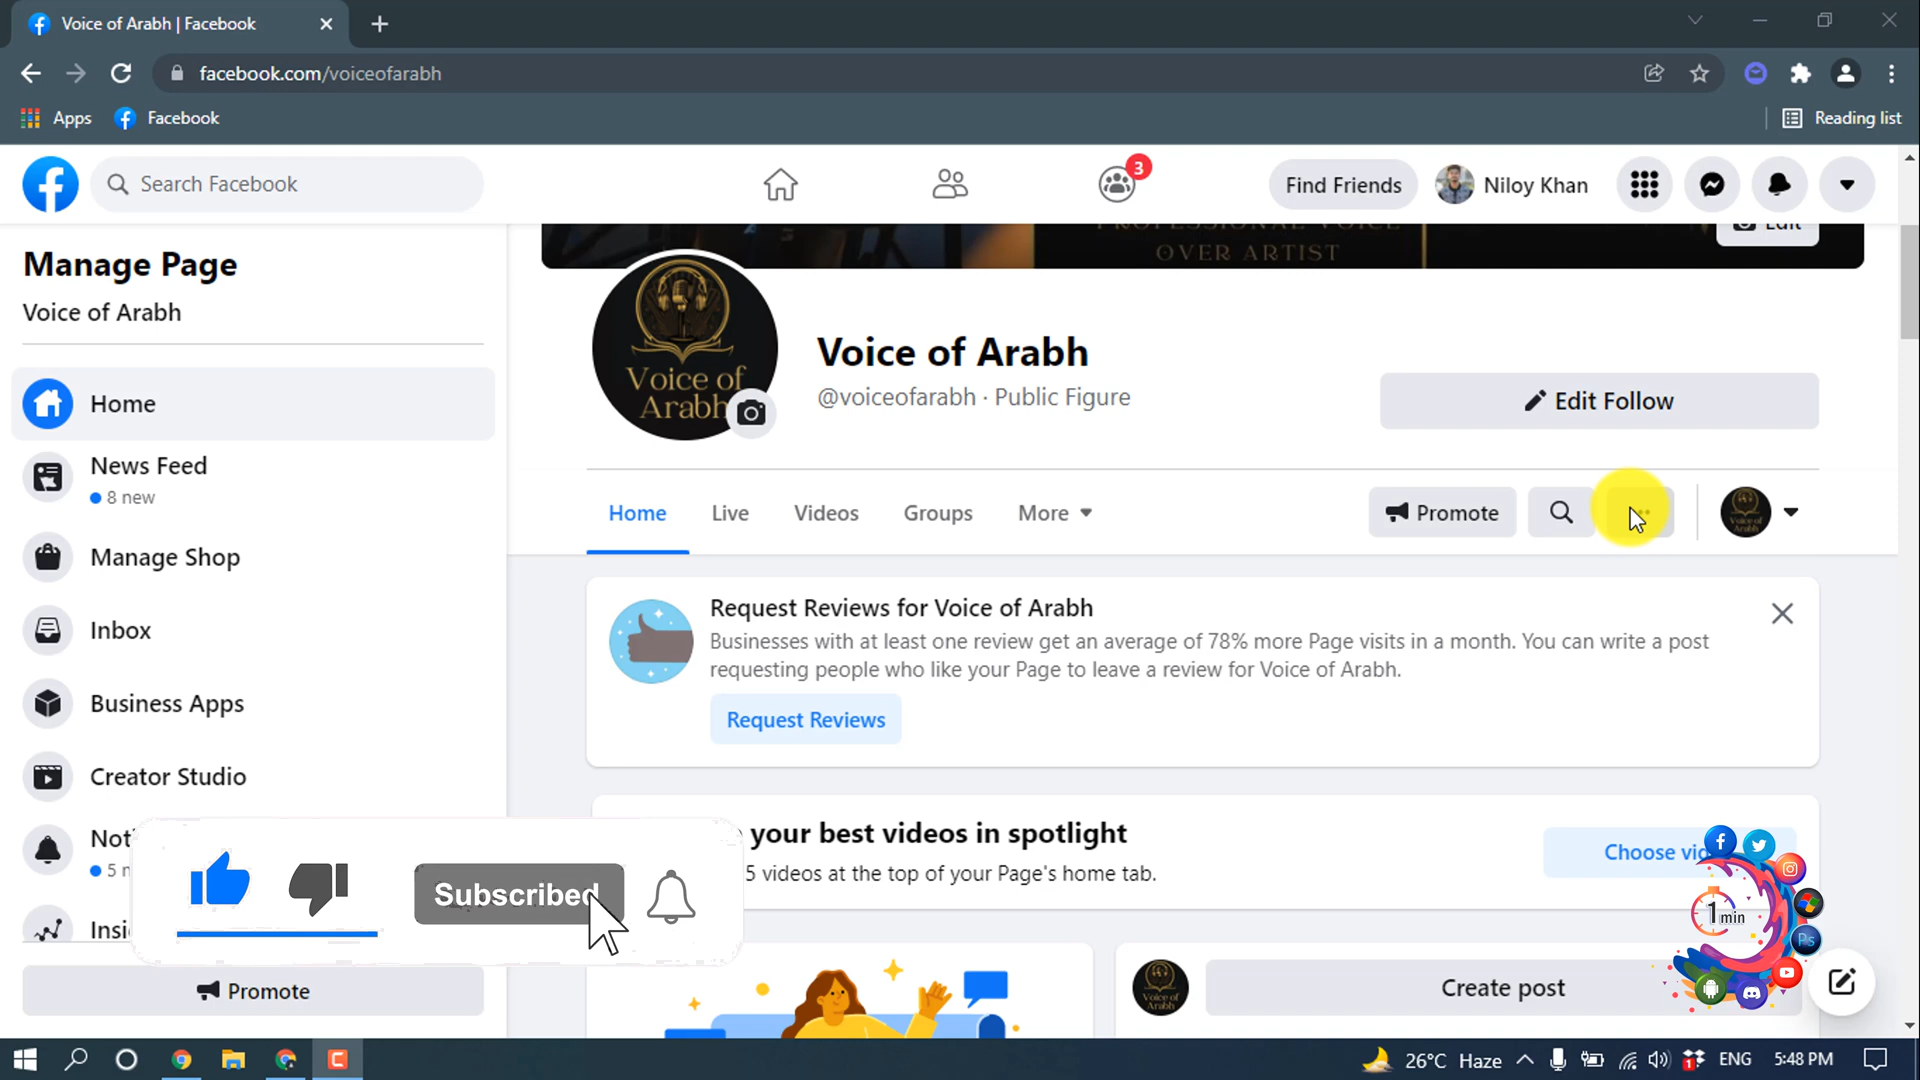 Voice of Arabh | Facebook
facebook.com/voiceofarabh
Apps
Facebook
Reading list
Search Facebook
3
Find Friends
Niloy Khan
Manage Page
Voice of Arabh
Home
News Feed
8 new
Manage Shop
Inbox
Business Apps
Creator Studio
Promote
PROFESSIONAL VOICE
OVER ARTIST
Edit
Voice of
Arabh
Voice of Arabh
@voiceofarabh · Public Figure
Edit Follow
Home
Live
Videos
Groups
More
Promote
Request Reviews for Voice of Arabh
Businesses with at least one review get an average of 78% more Page visits in a month. You can write a post
requesting people who like your Page to leave a review for Voice of Arabh.
Request Reviews
your best videos in spotlight
5 videos at the top of your Page's home tab.
Choose
Subscribed
1 min
Ps
Create post
26°C Haze
ENG
5:48 PM